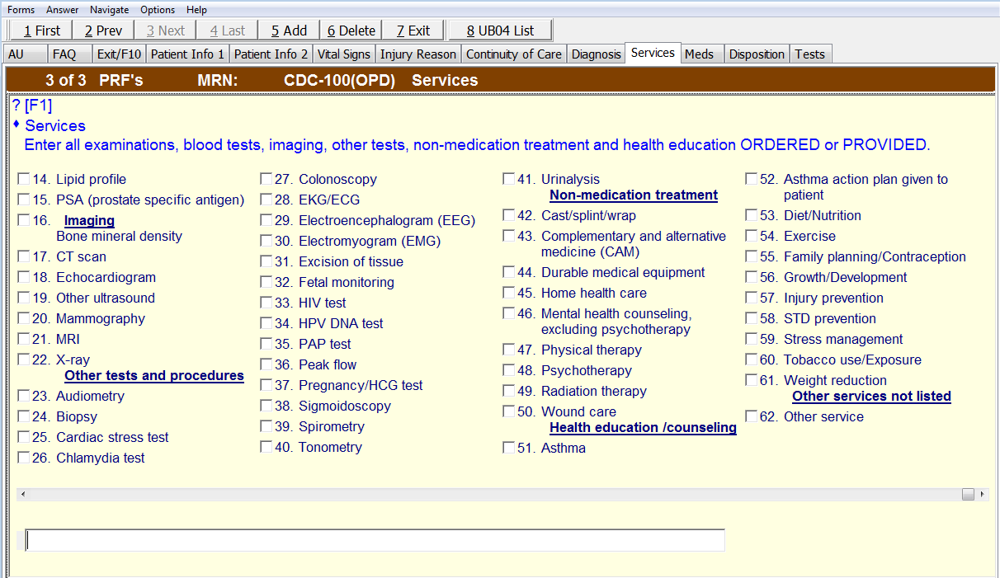 Forms Answer Navigate Options Help
1 First 2 Prev 3 Next 4 Last 5 Add 6 Delete 7 Exit 8 UB04 List
AU FAQ Exit/F10 Patient Info 1 Patient Info 2 Vital Signs Injury Reason Continuity of Care Diagnosis Services Meds Disposition Tests
3 of 3 PRF's MRN: CDC-100(OPD) Services
? [F1]
Services
Enter all examinations, blood tests, imaging, other tests, non-medication treatment and health education ORDERED or PROVIDED.
14. Lipid profile
15. PSA (prostate specific antigen)
16. Imaging
Bone mineral density
17. CT scan
18. Echocardiogram
19. Other ultrasound
20. Mammography
21. MRI
22. X-ray
Other tests and procedures
23. Audiometry
24. Biopsy
25. Cardiac stress test
26. Chlamydia test
27. Colonoscopy
28. EKG/ECG
29. Electroencephalogram (EEG)
30. Electromyogram (EMG)
31. Excision of tissue
32. Fetal monitoring
33. HIV test
34. HPV DNA test
35. PAP test
36. Peak flow
37. Pregnancy/HCG test
38. Sigmoidoscopy
39. Spirometry
40. Tonometry
41. Urinalysis
Non-medication treatment
42. Cast/splint/wrap
43. Complementary and alternative
medicine (CAM)
44. Durable medical equipment
45. Home health care
46. Mental health counseling,
excluding psychotherapy
47. Physical therapy
48. Psychotherapy
49. Radiation therapy
50. Wound care
Health education /counseling
51. Asthma
52. Asthma action plan given to
patient
53. Diet/Nutrition
54. Exercise
55. Family planning/Contraception
56. Growth/Development
57. Injury prevention
58. STD prevention
59. Stress management
60. Tobacco use/Exposure
61. Weight reduction
Other services not listed
62. Other service